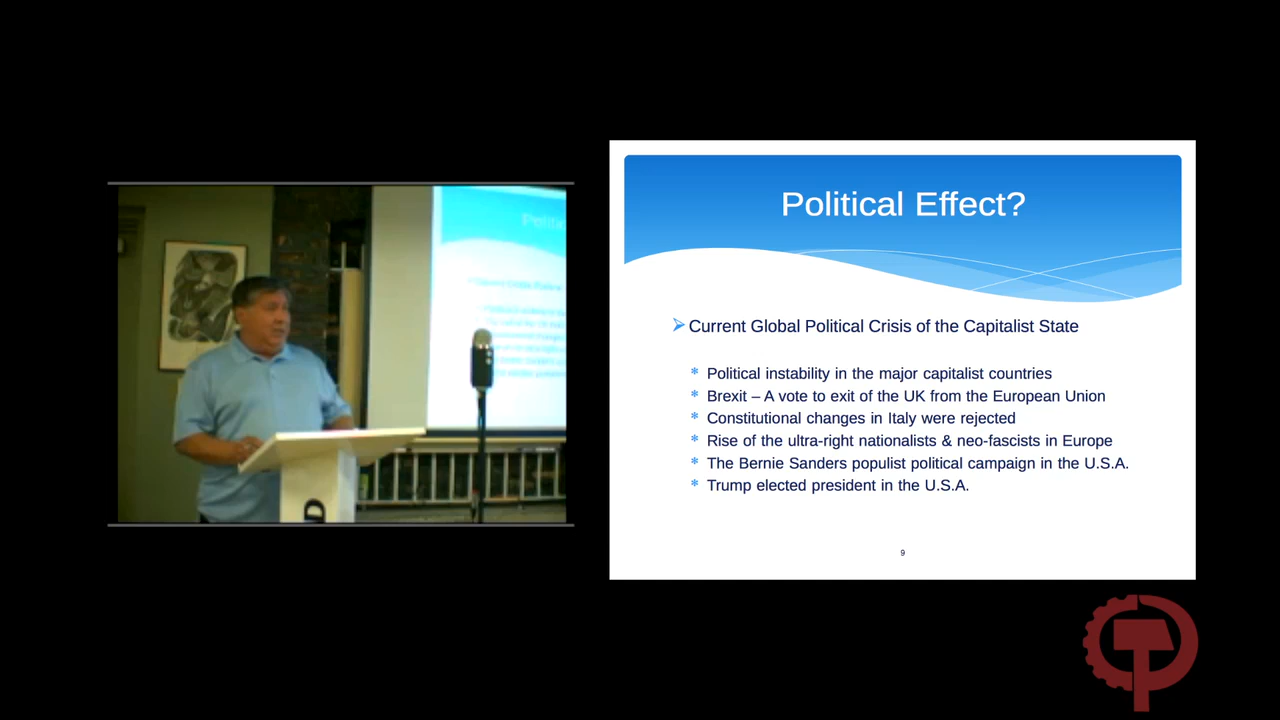 Political Effect?
Current Global Political Crisis of the Capitalist State
Political instability in the major capitalist countries
Brexit – A vote to exit of the UK from the European Union
Constitutional changes in Italy were rejected
Rise of the ultra-right nationalists & neo-fascists in Europe
The Bernie Sanders populist political campaign in the U.S.A.
Trump elected president in the U.S.A.
9